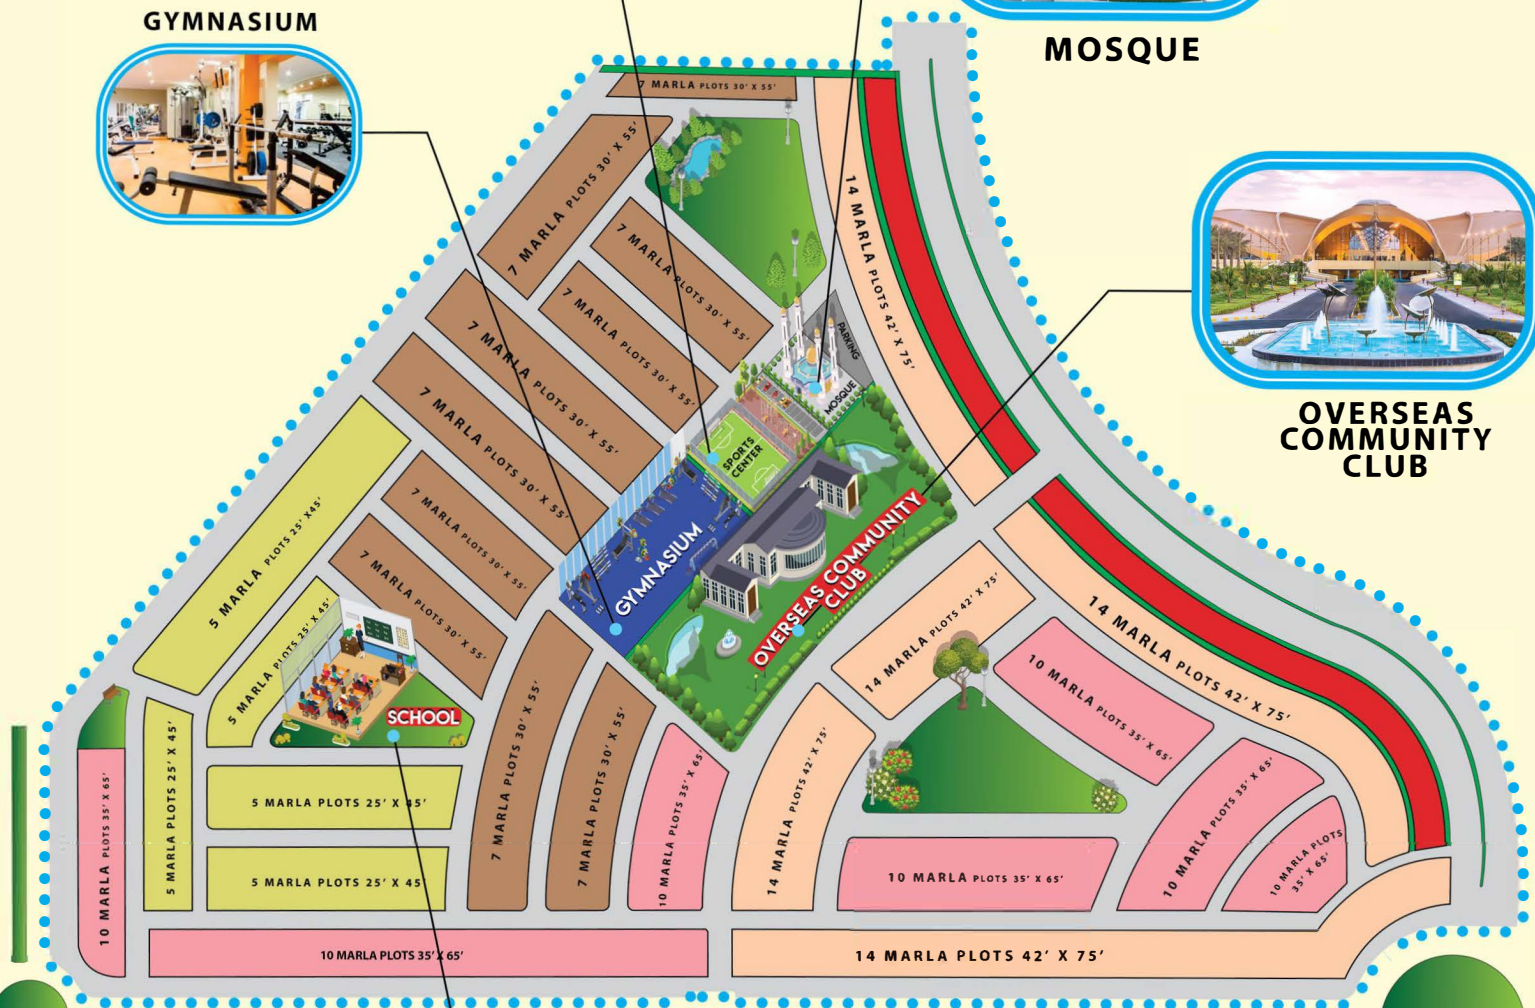 GYMNASIUM
MOSQUE
7 MARLA PLOTS 30' X 55'
7 MARLA PLOTS 30' X 55'
14 MARLA PLOTS 42' X 75'
7 MARLA PLOTS 30' X 55'
7 MARLA PLOTS 30' X 55'
PARKING
MOSQUE
7 MARLA PLOTS 30' X 55'
7 MARLA PLOTS 30' X 55'
SPORTS
CENTER
OVERSEAS
COMMUNITY
CLUB
5 MARLA PLOTS 25' X45'
7 MARLA PLOTS 30' X 55'
7 MARLA PLOTS 30' X 55'
GYMNASIUM
OVERSEAS COMMUNITY
CLUB
5 MARLA PLOTS 25' X 45'
SCHOOL
14 MARLA PLOTS 42' X 75'
14 MARLA PLOTS 42' X 75'
10 MARLA PLOTS 35' X 65'
10 MARLA PLOTS 35' X 65'
5 MARLA PLOTS 25' X 45'
5 MARLA PLOTS 25' X 45'
5 MARLA PLOTS 25' X 45'
7 MARLA PLOTS 30' X 55'
7 MARLA PLOTS 30' X 55'
10 MARLA PLOTS 35' X 65'
14 MARLA PLOTS 42' X 75'
10 MARLA PLOTS 35' X 65'
10 MARLA PLOTS 35' X 65'
10 MARLA PLOTS
35' X 65'
10 MARLA PLOTS 35' X 65'
14 MARLA PLOTS 42' X 75'